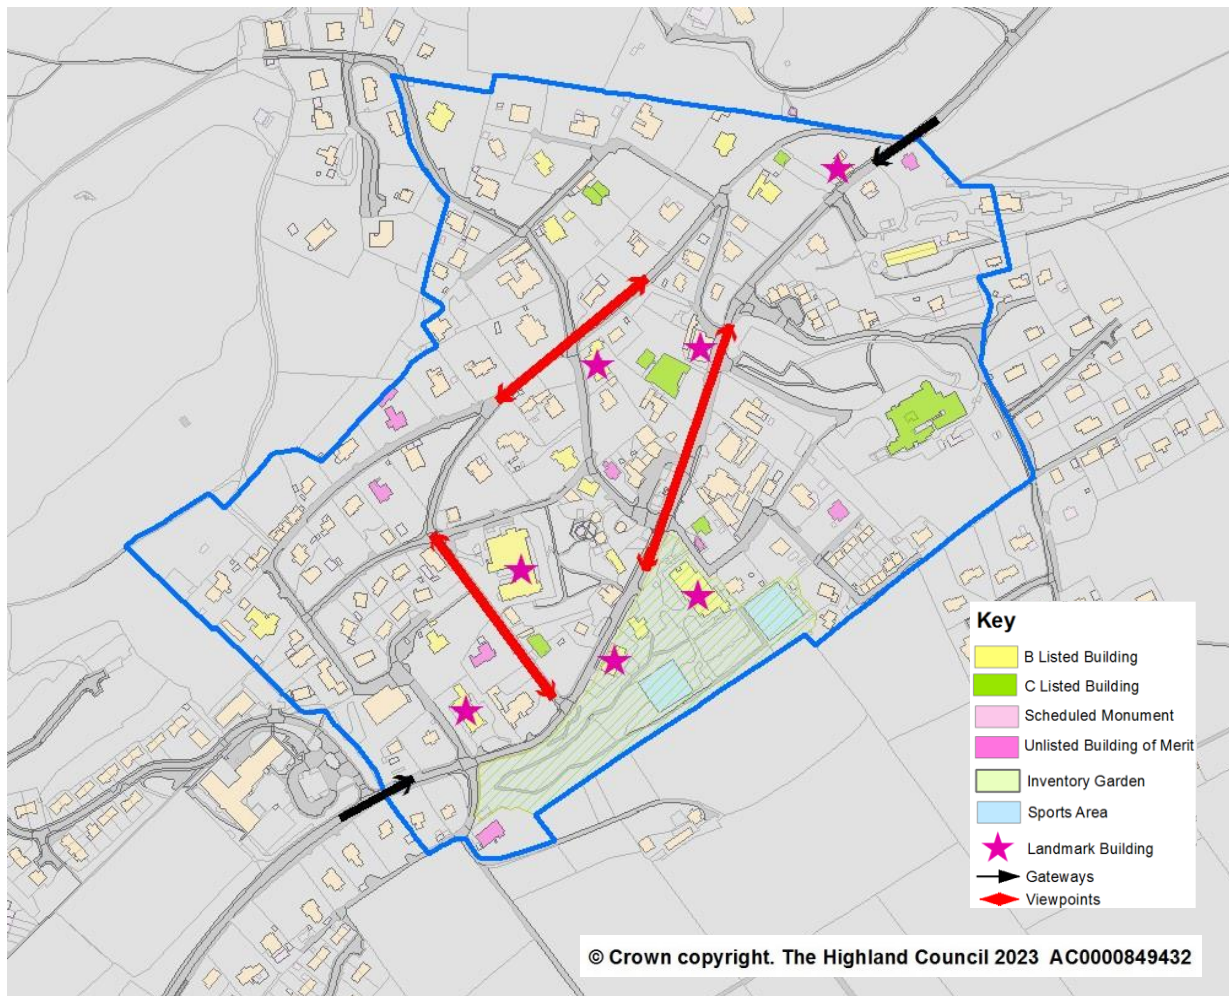 Key
B Listed Building
C Listed Building
Scheduled Monument
Unlisted Building of Merit
Inventory Garden
Sports Area
Landmark Building
Gateways
Viewpoints
© Crown copyright. The Highland Council 2023 AC0000849432